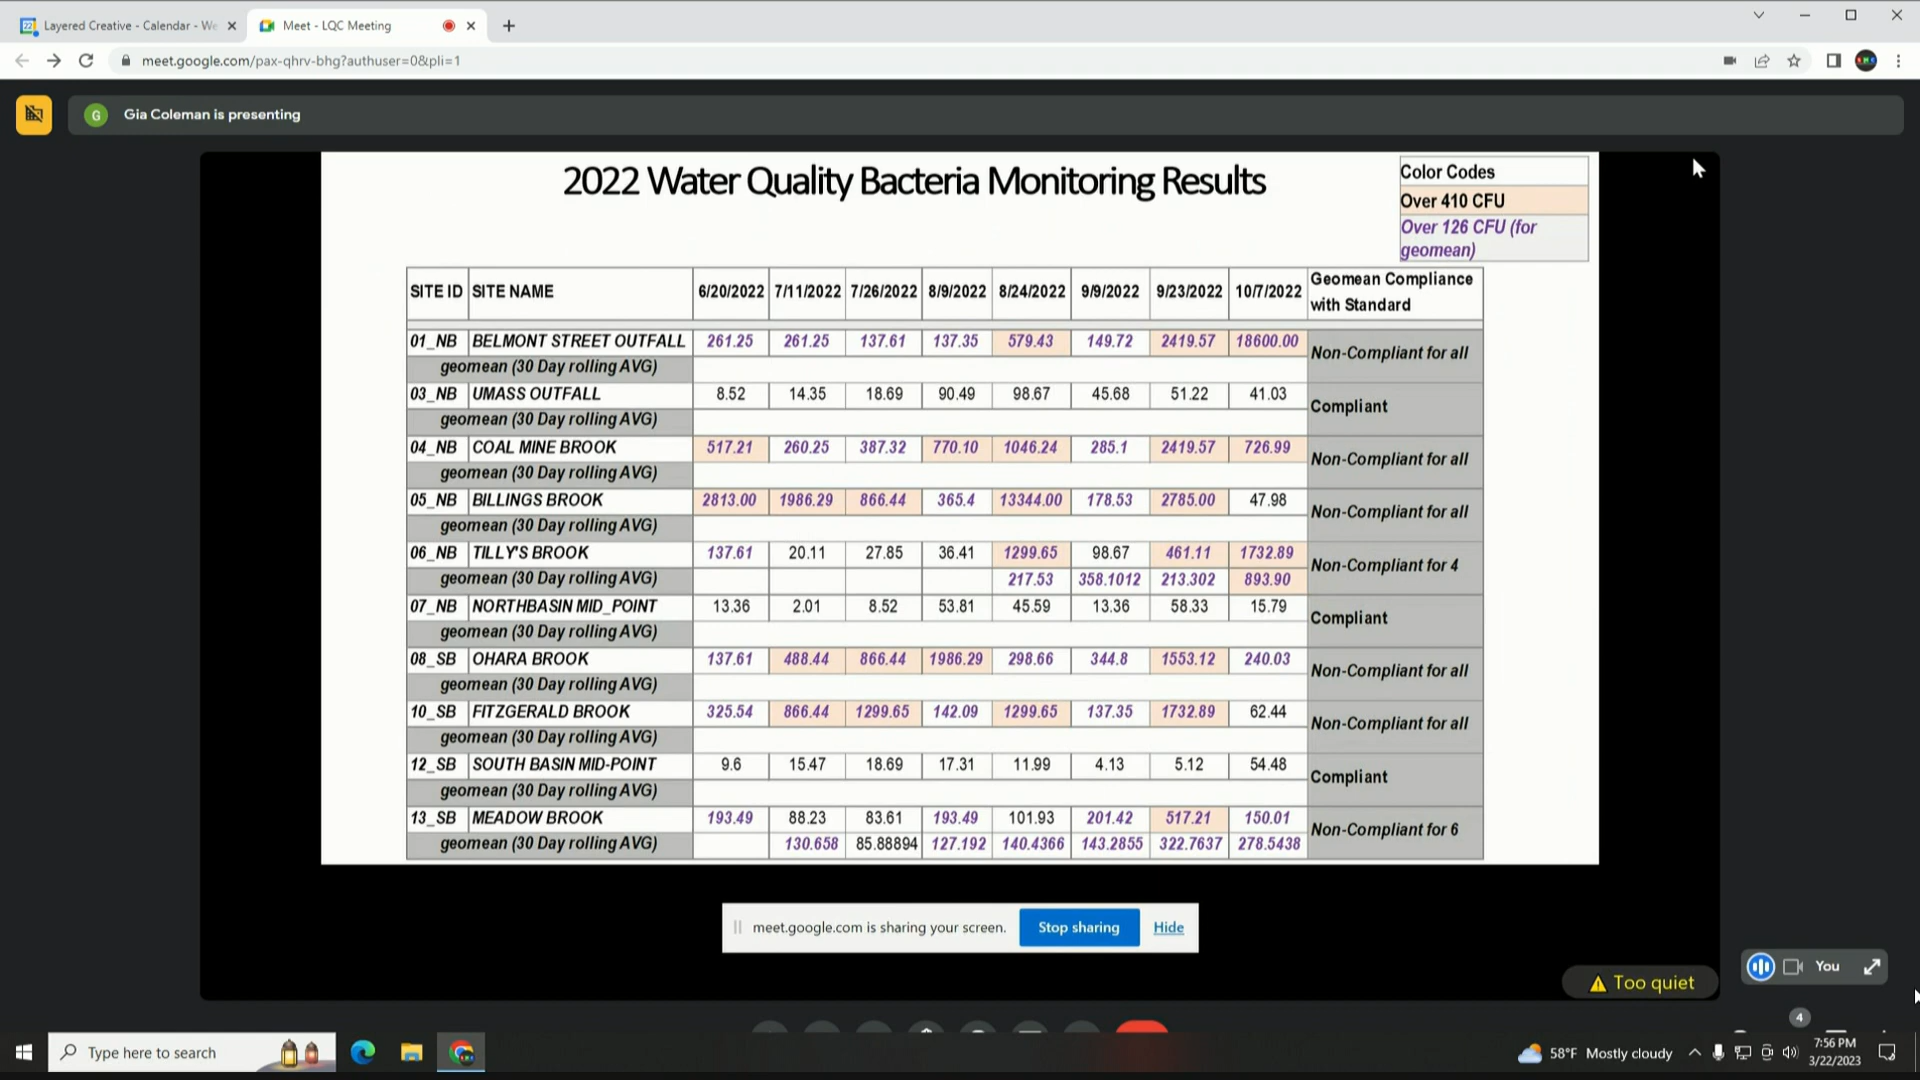 Layered Creative - Calendar - We
Meet - LQC Meeting
meet.google.com/pax-qhrv-bhg?authuser=0&pli=1
G Gia Coleman is presenting
2022 Water Quality Bacteria Monitoring Results
Color Codes
Over 410 CFU
Over 126 CFU (for
geomean)
SITE ID SITE NAME 6/20/2022 7/11/2022 7/26/2022 8/9/2022 8/24/2022 9/9/2022 9/23/2022 10/7/2022 Geomean Compliance
with Standard
01_NB BELMONT STREET OUTFALL 261.25 261.25 137.61 137.35 579.43 149.72 2419.57 18600.00 Non-Compliant for all
geomean (30 Day rolling AVG)
03_NB UMASS OUTFALL 8.52 14.35 18.69 90.49 98.67 45.68 51.22 41.03 Compliant
geomean (30 Day rolling AVG)
04_NB COAL MINE BROOK 517.21 260.25 387.32 770.10 1046.24 285.1 2419.57 726.99 Non-Compliant for all
geomean (30 Day rolling AVG)
05_NB BILLINGS BROOK 2813.00 1986.29 866.44 365.4 13344.00 178.53 2785.00 47.98 Non-Compliant for all
geomean (30 Day rolling AVG)
06_NB TILLY'S BROOK 137.61 20.11 27.85 36.41 1299.65 98.67 461.11 1732.89 Non-Compliant for 4
geomean (30 Day rolling AVG) 217.53 358.1012 213.302 893.90
07_NB NORTHBASIN MID_POINT 13.36 2.01 8.52 53.81 45.59 13.36 58.33 15.79 Compliant
geomean (30 Day rolling AVG)
08_SB OHARA BROOK 137.61 488.44 866.44 1986.29 298.66 344.8 1553.12 240.03 Non-Compliant for all
geomean (30 Day rolling AVG)
10_SB FITZGERALD BROOK 325.54 866.44 1299.65 142.09 1299.65 137.35 1732.89 62.44 Non-Compliant for all
geomean (30 Day rolling AVG)
12_SB SOUTH BASIN MID-POINT 9.6 15.47 18.69 17.31 11.99 4.13 5.12 54.48 Compliant
geomean (30 Day rolling AVG)
13_SB MEADOW BROOK 193.49 88.23 83.61 193.49 101.93 201.42 517.21 150.01 Non-Compliant for 6
geomean (30 Day rolling AVG) 130.658 85.88894 127.192 140.4366 143.2855 322.7637 278.5438
meet.google.com is sharing your screen. Stop sharing Hide
You
Too quiet
4
Type here to search
58°F Mostly cloudy
7:56 PM
3/22/2023